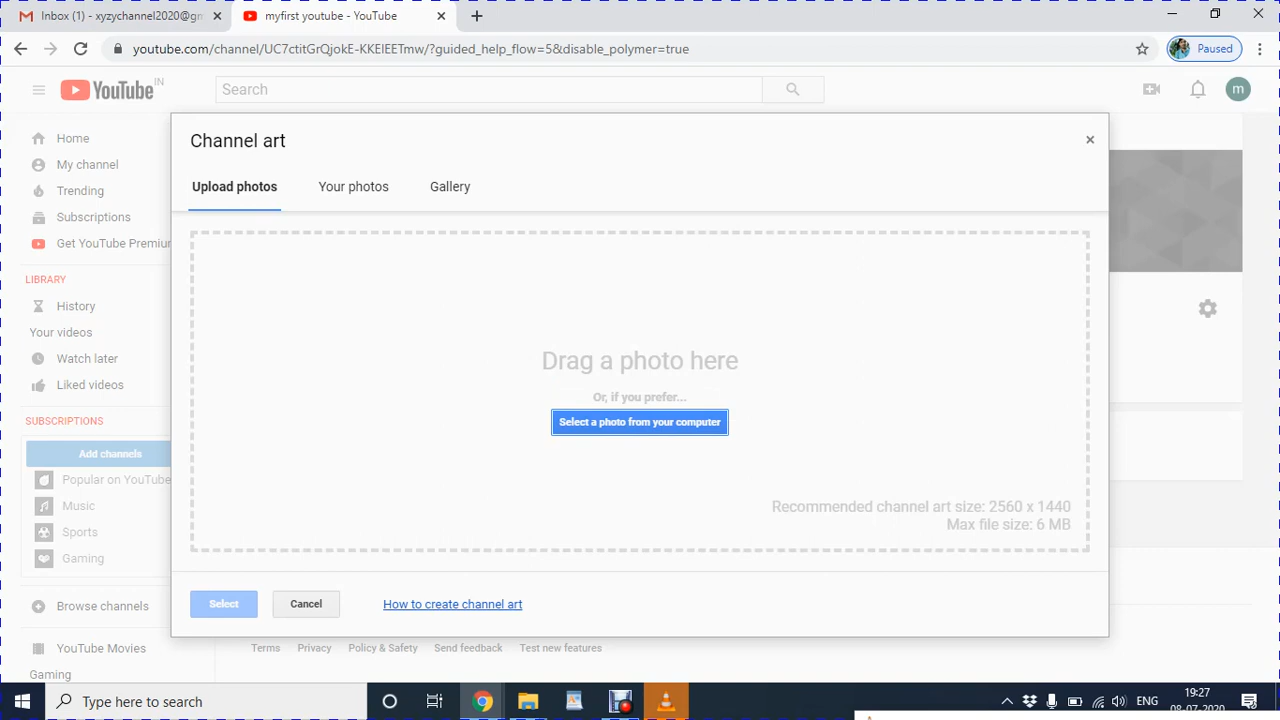 Inbox (1) - xyzychannel2020@gm
myfirst youtube - YouTube
youtube.com/channel/UC7ctitGrQjokE-KKEIEETmw/?guided_help_flow=5&disable_polymer=true
Paused
YouTube IN
Search
m
Home
My channel
Trending
Subscriptions
Get YouTube Premium
LIBRARY
History
Your videos
Watch later
Liked videos
SUBSCRIPTIONS
Add channels
Popular on YouTube
Music
Sports
Gaming
Browse channels
YouTube Movies
Gaming
Channel art
Upload photos
Your photos
Gallery
Drag a photo here
Or, if you prefer...
Select a photo from your computer
Recommended channel art size: 2560 x 1440
Max file size: 6 MB
Select
Cancel
How to create channel art
Terms
Privacy
Policy & Safety
Send feedback
Test new features
Type here to search
ENG
19:27
08-07-2020